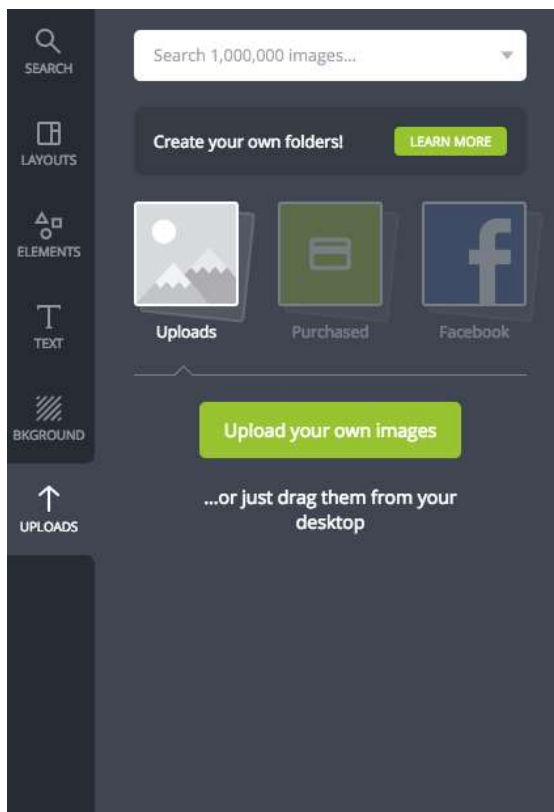 SEARCH
LAYOUTS
ELEMENTS
TEXT
BKGROUND
UPLOADS
Search 1,000,000 images...
Create your own folders!
LEARN MORE
Uploads
Purchased
Facebook
Upload your own images
...or just drag them from your
desktop